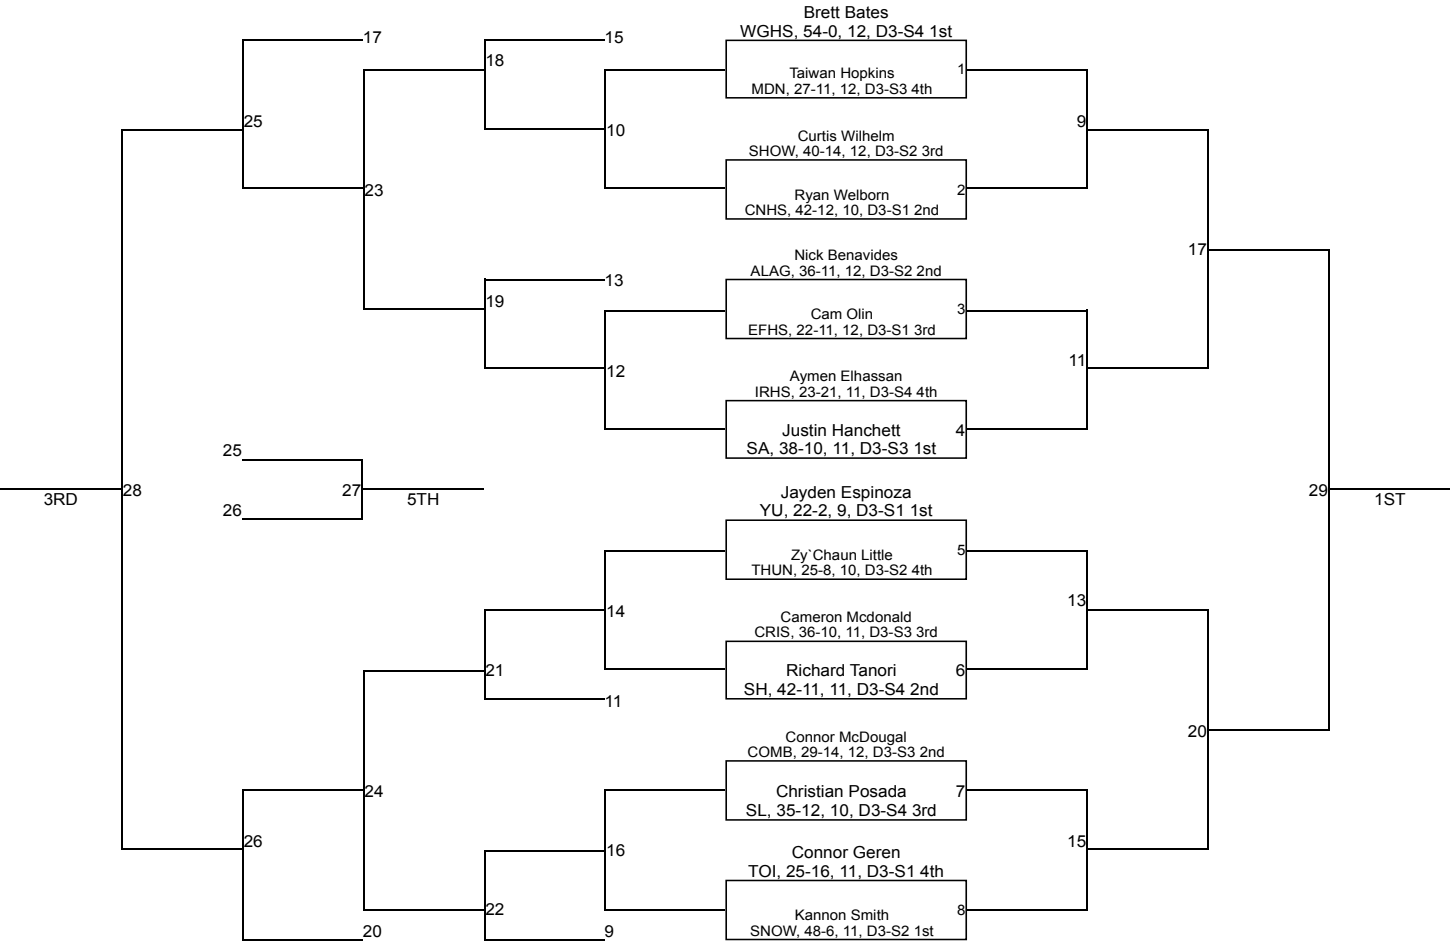 Brett Bates
WGHS, 54-0, 12, D3-S4 1st
17
15
18
Taiwan Hopkins
MDN, 27-11, 12, D3-S3 4th
1
25
9
10
Curtis Wilhelm
SHOW, 40-14, 12, D3-S2 3rd
23
Ryan Welborn
CNHS, 42-12, 10, D3-S1 2nd
2
17
Nick Benavides
ALAG, 36-11, 12, D3-S2 2nd
13
19
Cam Olin
EFHS, 22-11, 12, D3-S1 3rd
3
11
12
Aymen Elhassan
IRHS, 23-21, 11, D3-S4 4th
Justin Hanchett
SA, 38-10, 11, D3-S3 1st
4
25
3RD
28
27
5TH
Jayden Espinoza
YU, 22-2, 9, D3-S1 1st
29
1ST
26
Zy`Chaun Little
THUN, 25-8, 10, D3-S2 4th
5
13
14
Cameron Mcdonald
CRIS, 36-10, 11, D3-S3 3rd
21
Richard Tanori
SH, 42-11, 11, D3-S4 2nd
6
11
20
Connor McDougal
COMB, 29-14, 12, D3-S3 2nd
24
Christian Posada
SL, 35-12, 10, D3-S4 3rd
7
26
15
16
Connor Geren
TOI, 25-16, 11, D3-S1 4th
22
Kannon Smith
SNOW, 48-6, 11, D3-S2 1st
8
20
9